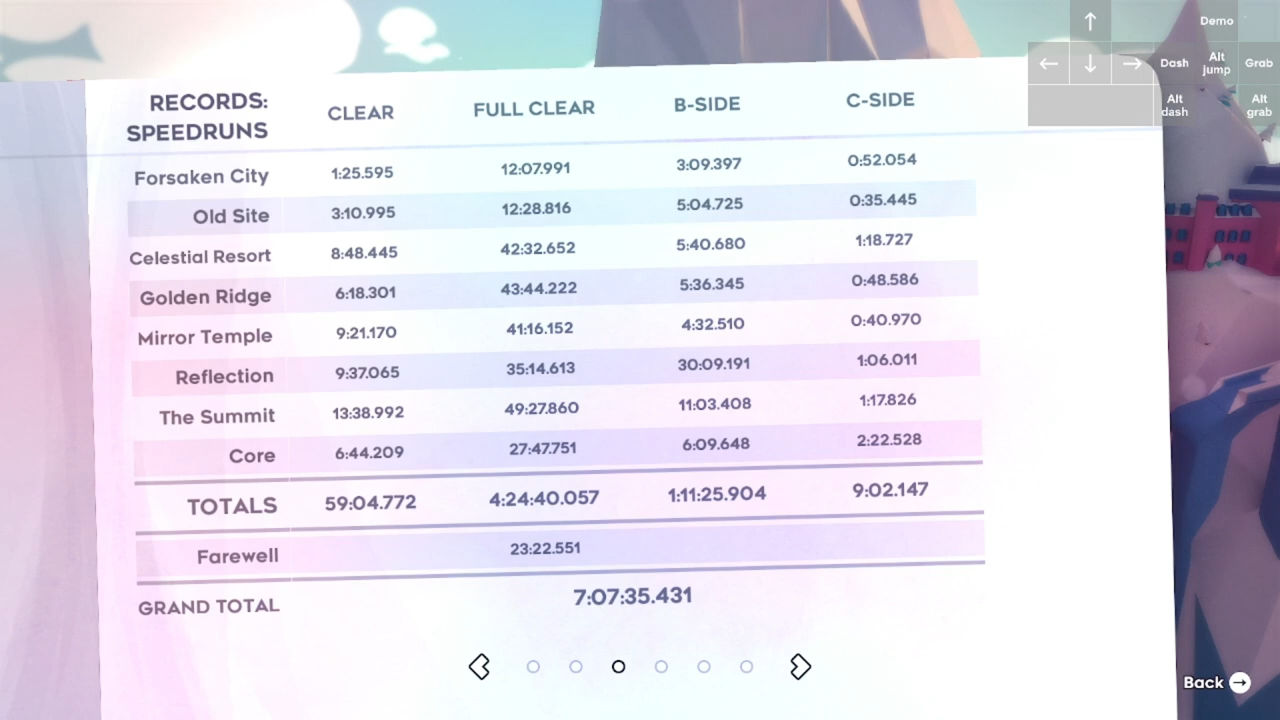 RECORDS: SPEEDRUNS CLEAR FULL CLEAR B-SIDE C-SIDE
Forsaken City 1:25.595 12:07.991 3:09.397 0:52.054
Old Site 3:10.995 12:28.816 5:04.725 0:35.445
Celestial Resort 8:48.445 42:32.652 5:40.680 1:18.727
Golden Ridge 6:18.301 43:44.222 5:36.345 0:48.586
Mirror Temple 9:21.170 41:16.152 4:32.510 0:40.970
Reflection 9:37.065 35:14.613 30:09.191 1:06.011
The Summit 13:38.992 49:27.860 11:03.408 1:17.826
Core 6:44.209 27:47.751 6:09.648 2:22.528
TOTALS 59:04.772 4:24:40.057 1:11:25.904 9:02.147
Farewell 23:22.551
GRAND TOTAL 7:07:35.431
Back
↑ Demo
← ↓ → Dash Alt jump Grab
Alt dash Alt grab